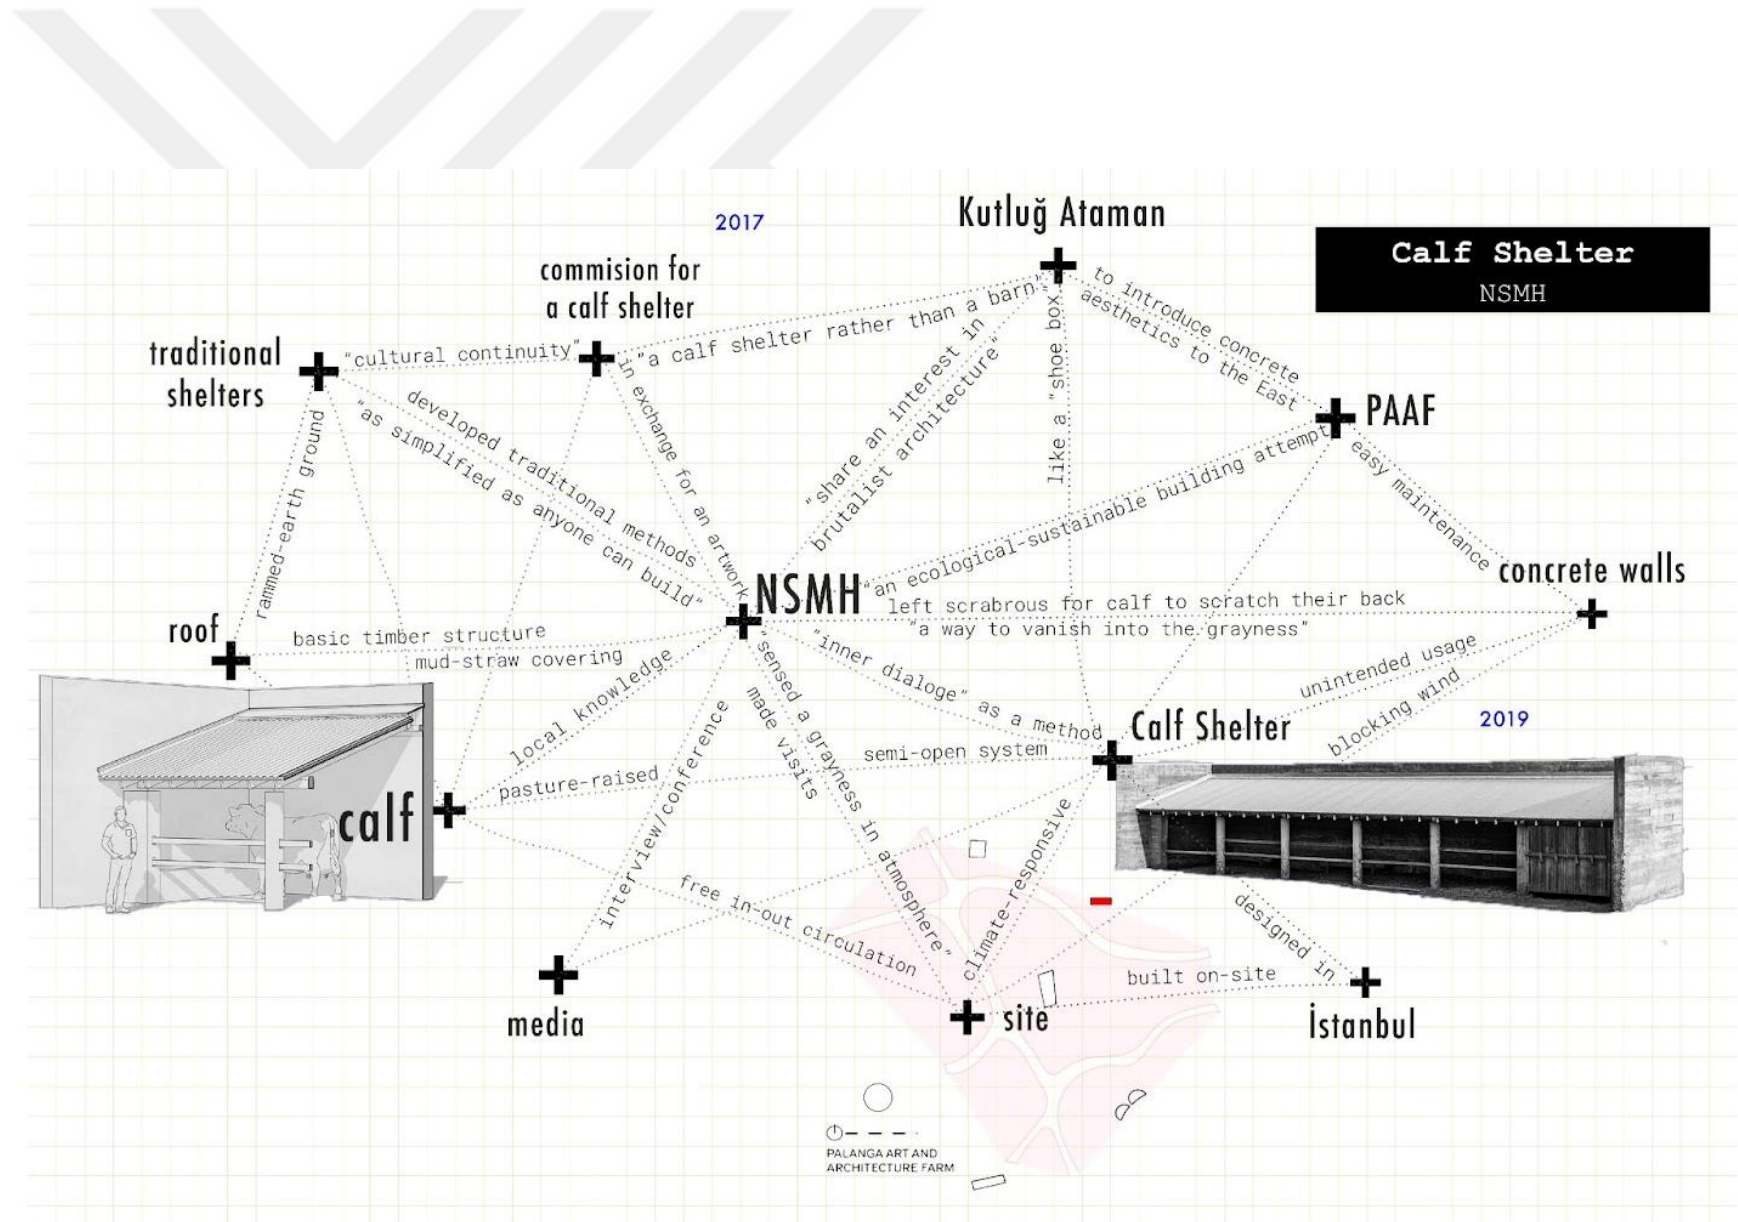 2017
Kutluğ Ataman
Calf Shelter
NSMH
commision for
a calf shelter
traditional
shelters
"cultural continuity"
"a calf shelter rather than a barn"
to introduce concrete
aesthetics to the East
"share an interest in
brutalist architecture"
like a "shoe box"
in exchange for an artwork
developed traditional methods
"as simplified as anyone can build"
rammed-earth ground
PAAF
easy maintenance
"an ecological-sustainable building attempt"
NSMH
concrete walls
left scrabrous for calf to scratch their back
"a way to vanish into the grayness"
roof
basic timber structure
mud-straw covering
local knowledge
"inner dialoge" as a method
unintended usage
blocking wind
2019
Calf Shelter
semi-open system
pasture-raised
calf
"sensed a grayness in atmosphere"
made visits
interview/conference
free in-out circulation
climate-responsive
designed in
built on-site
media
site
İstanbul
PALANGA ART AND
ARCHITECTURE FARM